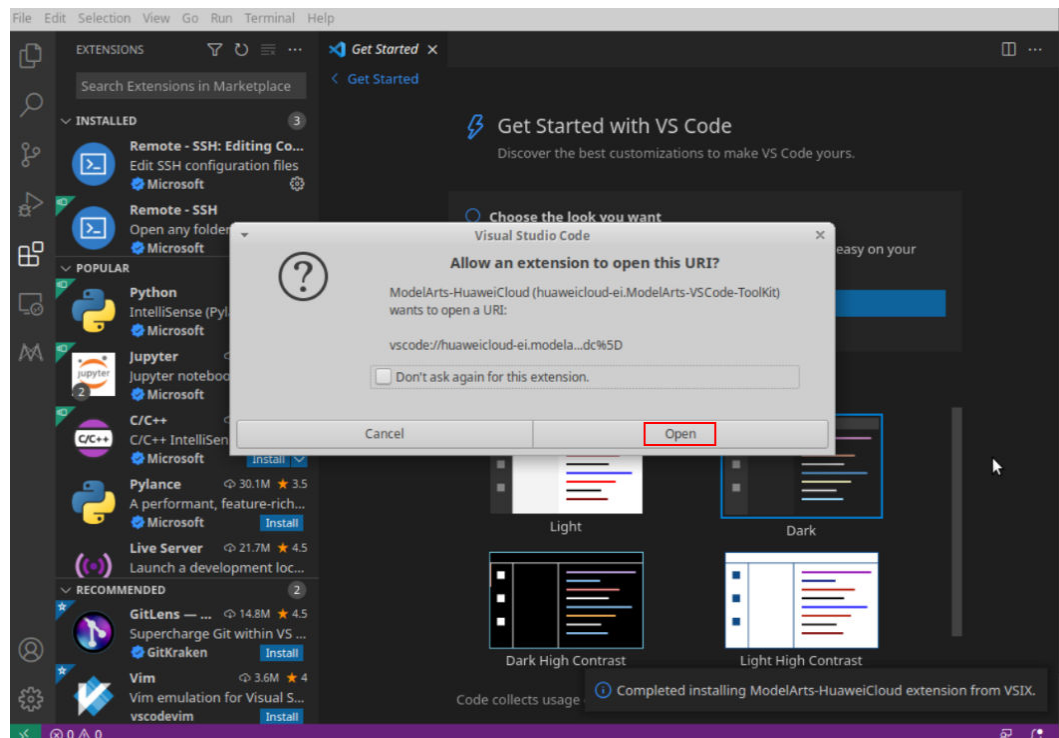 File Edit Selection View Go Run Terminal Help
EXTENSIONS
Search Extensions in Marketplace
INSTALLED 3
Remote - SSH: Editing Co...
Edit SSH configuration files
Microsoft
Remote - SSH
Open any folder
Microsoft
POPULAR
Python
IntelliSense (Pyl
Microsoft
Jupyter
Jupyter noteboo
jupyter
2
Microsoft
C/C++
C/C++
C/C++ IntelliSen
Microsoft Install
Pylance 30.1M ★ 3.5
A performant, feature-rich...
Microsoft Install
Live Server 21.7M ★ 4.5
Launch a development loc...
RECOMMENDED 2
GitLens — ... 14.8M ★ 4.5
Supercharge Git within VS ...
GitKraken Install
Vim 3.6M ★ 4
Vim emulation for Visual S...
vscodevim Install
0 0
Get Started
Get Started
Get Started with VS Code
Discover the best customizations to make VS Code yours.
Choose the look you want
easy on your
Visual Studio Code
Allow an extension to open this URI?
ModelArts-HuaweiCloud (huaweicloud-ei.ModelArts-VSCode-ToolKit)
wants to open a URI:
vscode://huaweicloud-ei.modela...dc%5D
Don't ask again for this extension.
Cancel Open
Light Dark
Dark High Contrast Light High Contrast
Code collects usage
Completed installing ModelArts-HuaweiCloud extension from VSIX.